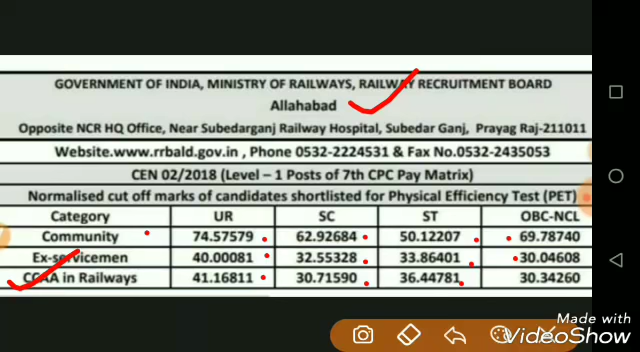 GOVERNMENT OF INDIA, MINISTRY OF RAILWAYS, RAILWAY RECRUITMENT BOARD
Allahabad
Opposite NCR HQ Office, Near Subedarganj Railway Hospital, Subedar Ganj, Prayag Raj-211011
Website.www.rrbald.gov.in , Phone 0532-2224531 & Fax No.0532-2435053
CEN 02/2018 (Level – 1 Posts of 7th CPC Pay Matrix)
Normalised cut off marks of candidates shortlisted for Physical Efficiency Test (PET)
Category UR SC ST OBC-NCL
Community 74.57579 62.92684 50.12207 69.78740
Ex-servicemen 40.00081 32.55328 33.86401 30.04608
CCAA in Railways 41.16811 30.71590 36.44781 30.34260
Made with
VideoShow